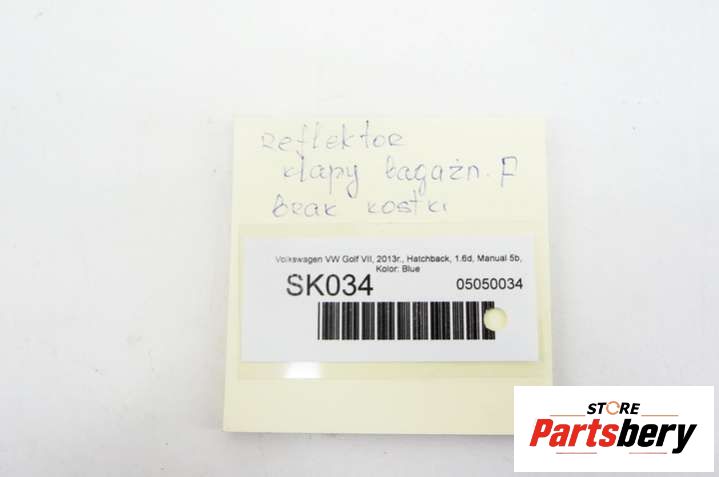 reflektor
klapy bagażn. P
Brak kostki
Volkswagen VW Golf VII, 2013r., Hatchback, 1.6d, Manual 5b,
Kolor: Blue
SK034 05050034
STORE
Partsbery